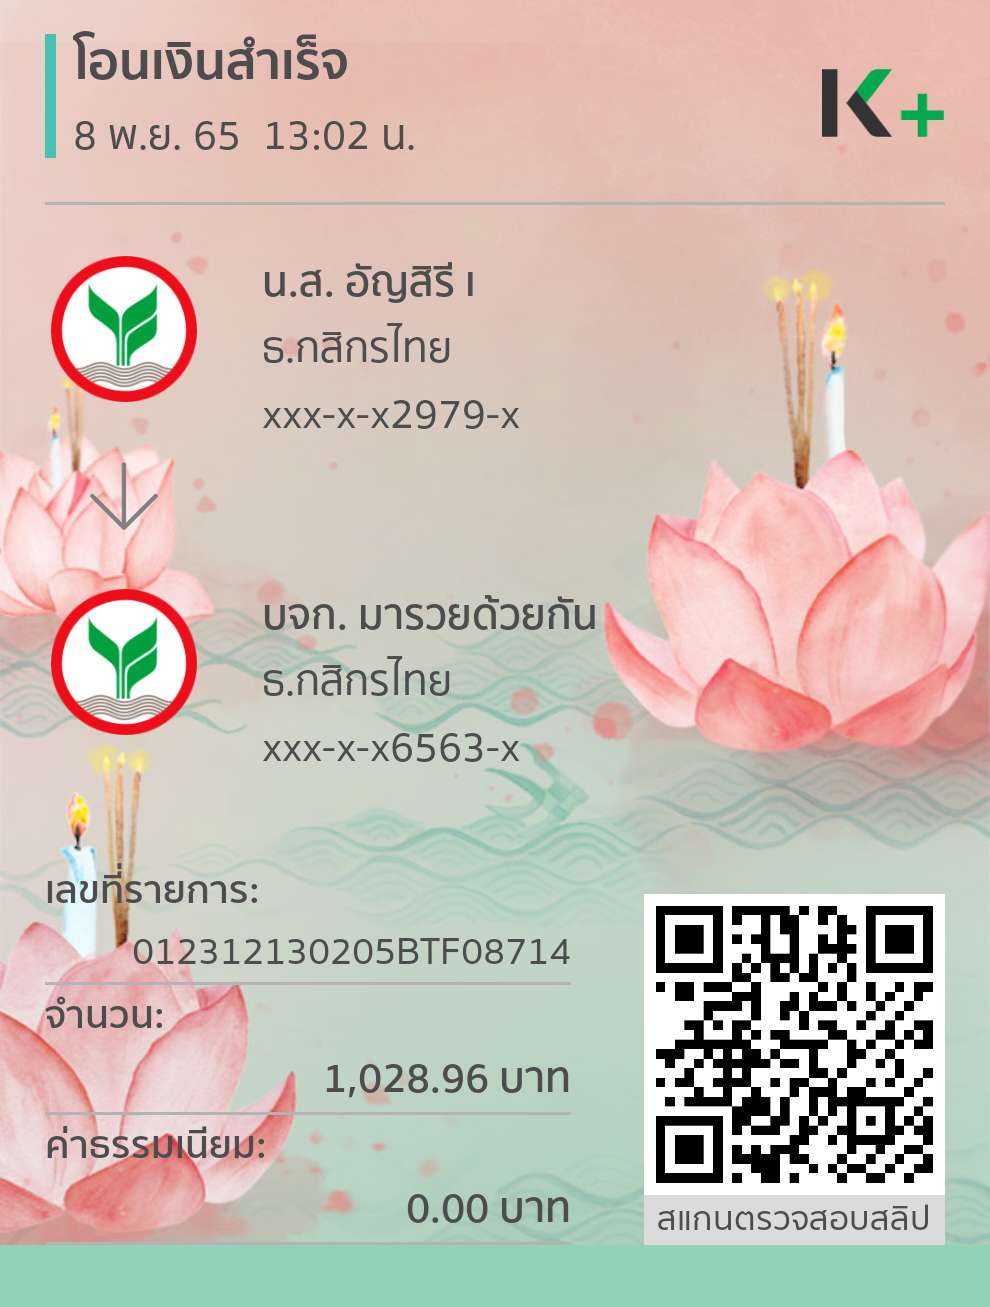 โอนเงินสำเร็จ
8 พ.ย. 65 13:02 น.
K+
น.ส. อัญสิรี เ
ธ.กสิกรไทย
xxx-x-x2979-x
บจก. มารวยด้วยกัน
ธ.กสิกรไทย
xxx-x-x6563-x
เลขที่รายการ:
012312130205BTF08714
จำนวน:
1,028.96 บาท
ค่าธรรมเนียม:
0.00 บาท
สแกนตรวจสอบสลิป